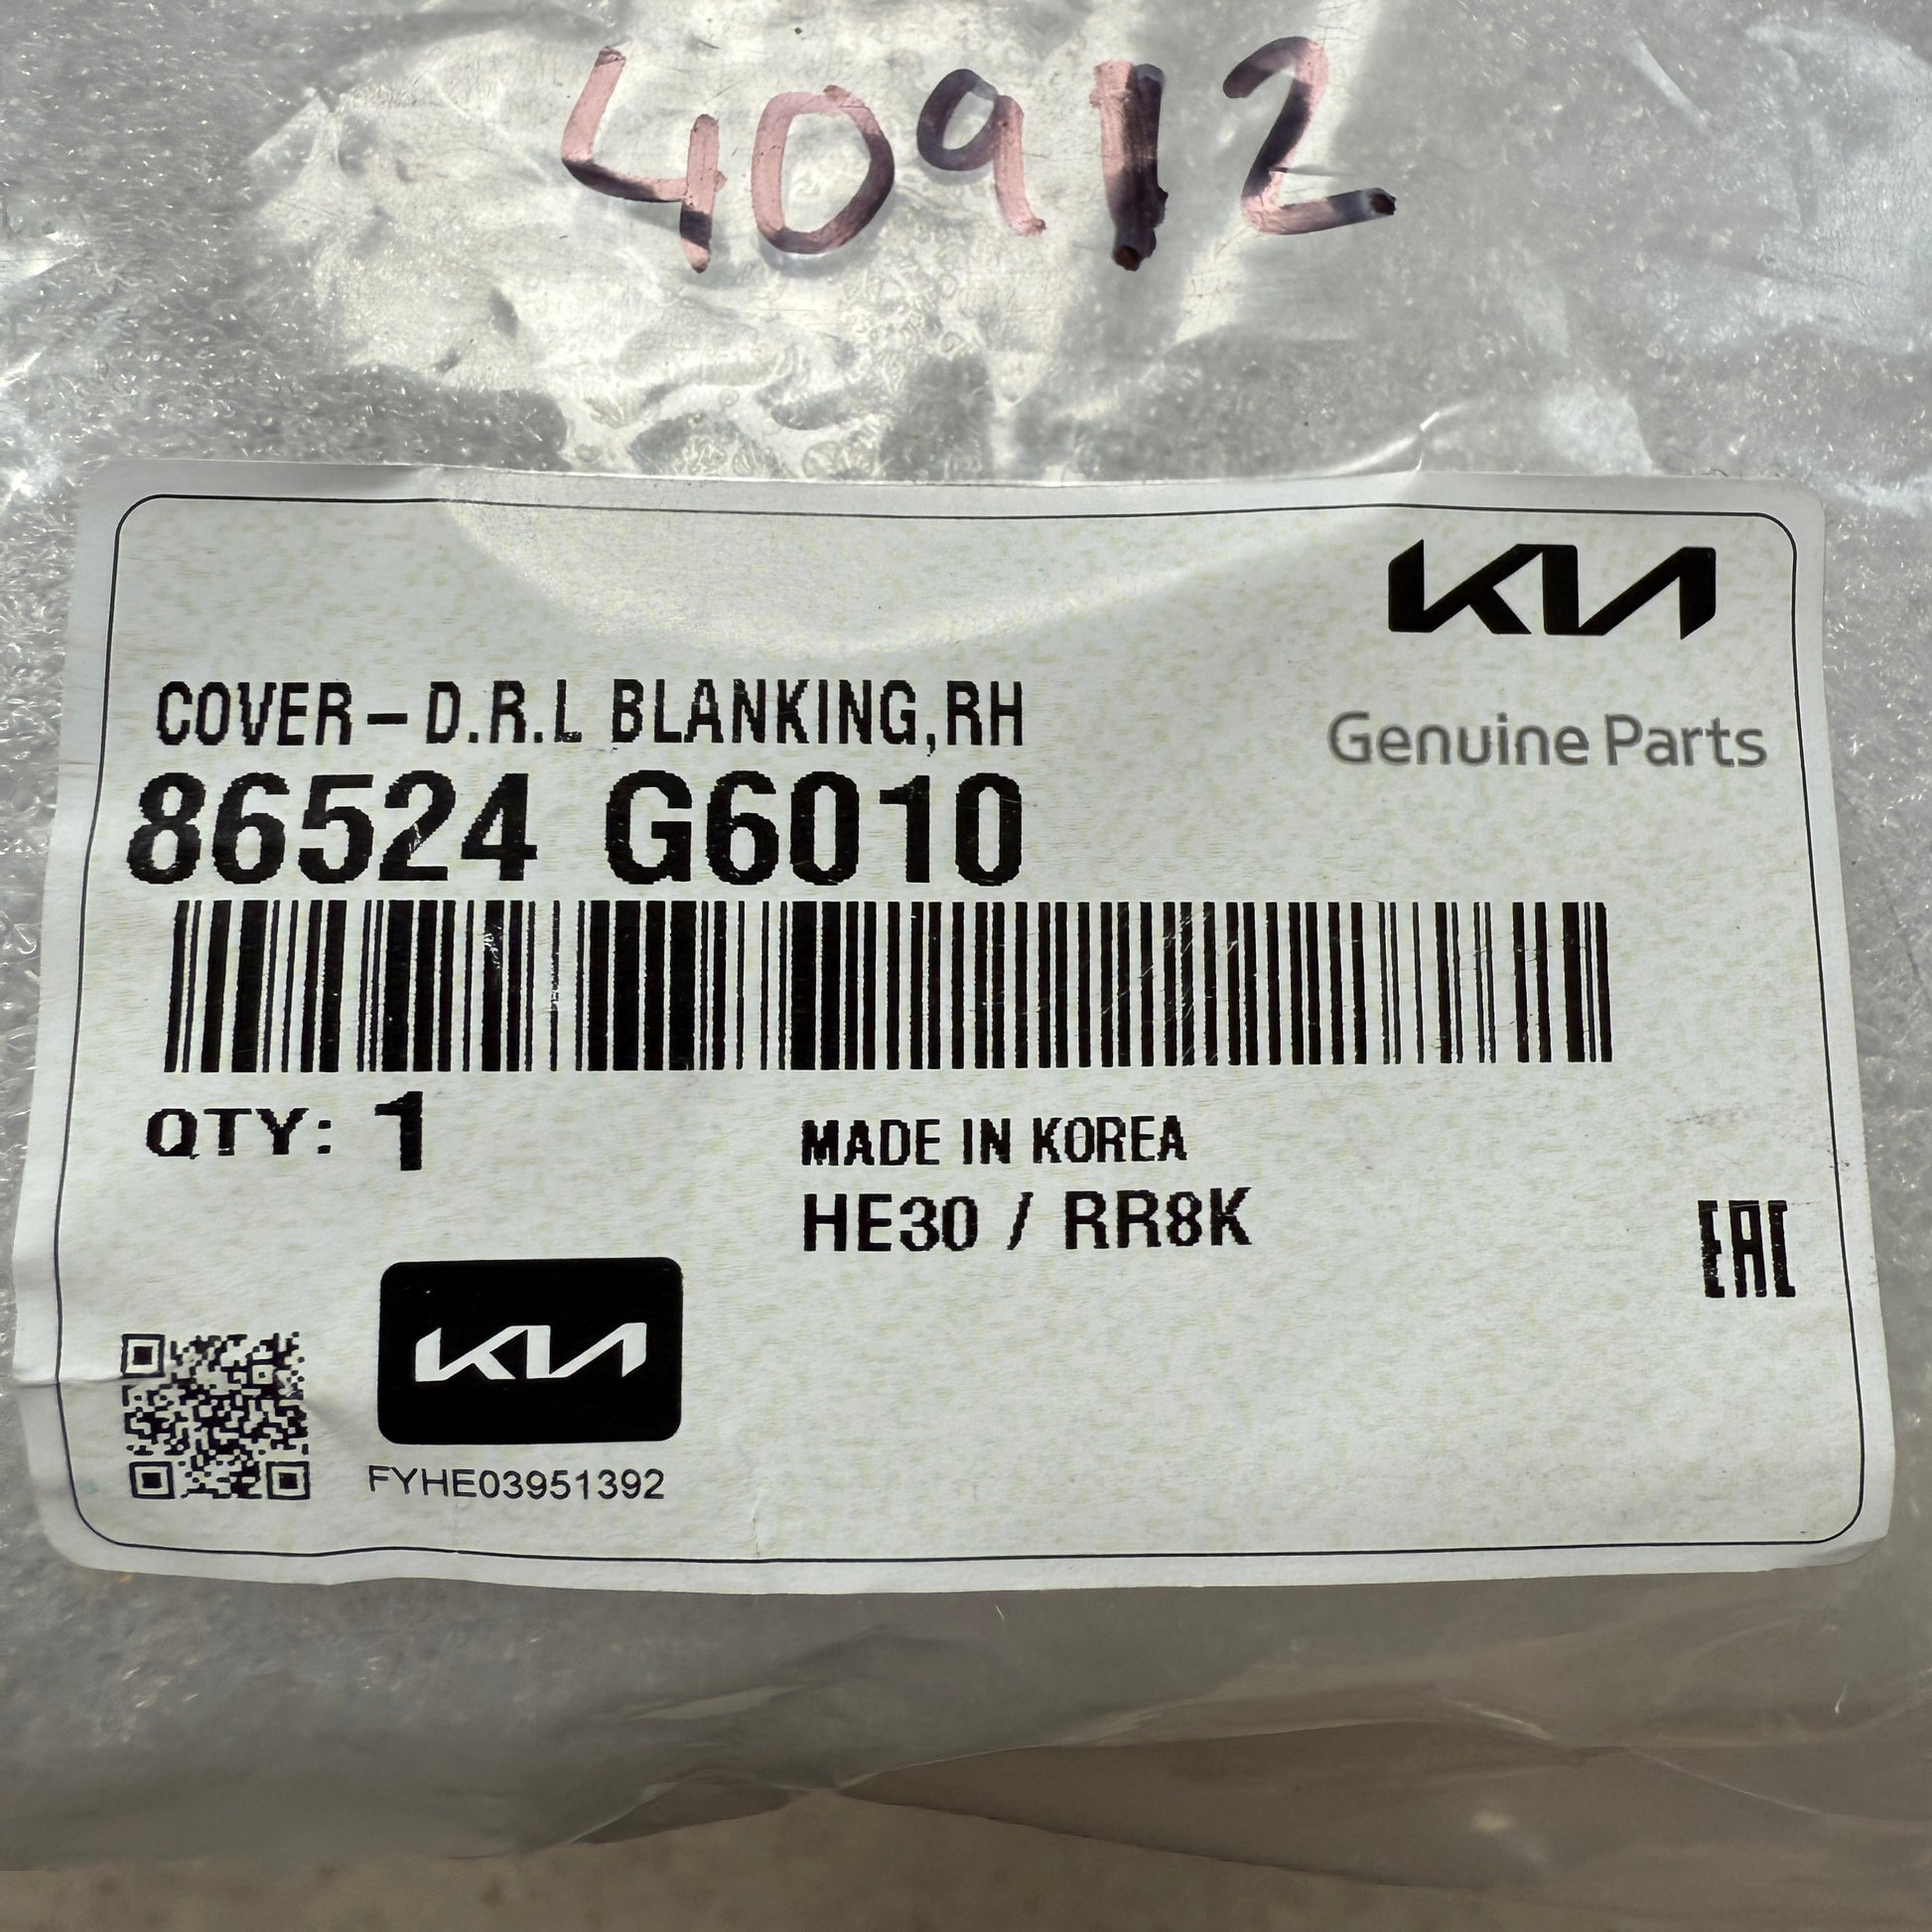 40912
KIA
COVER-D.R.L BLANKING,RH
Genuine Parts
86524 G6010
QTY: 1
MADE IN KOREA
HE30 / RR8K
EAC
KIA
FYHE03951392